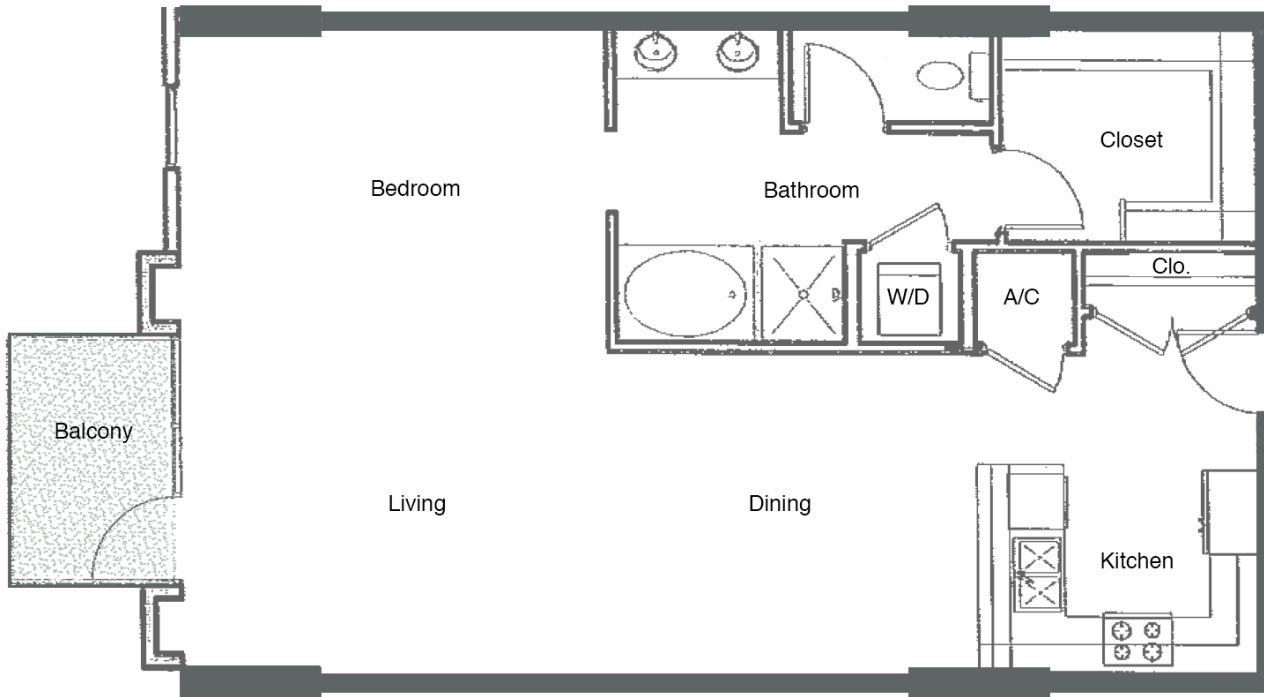 Closet
Bedroom
Bathroom
Clo.
W/D
A/C
Balcony
Living
Dining
Kitchen